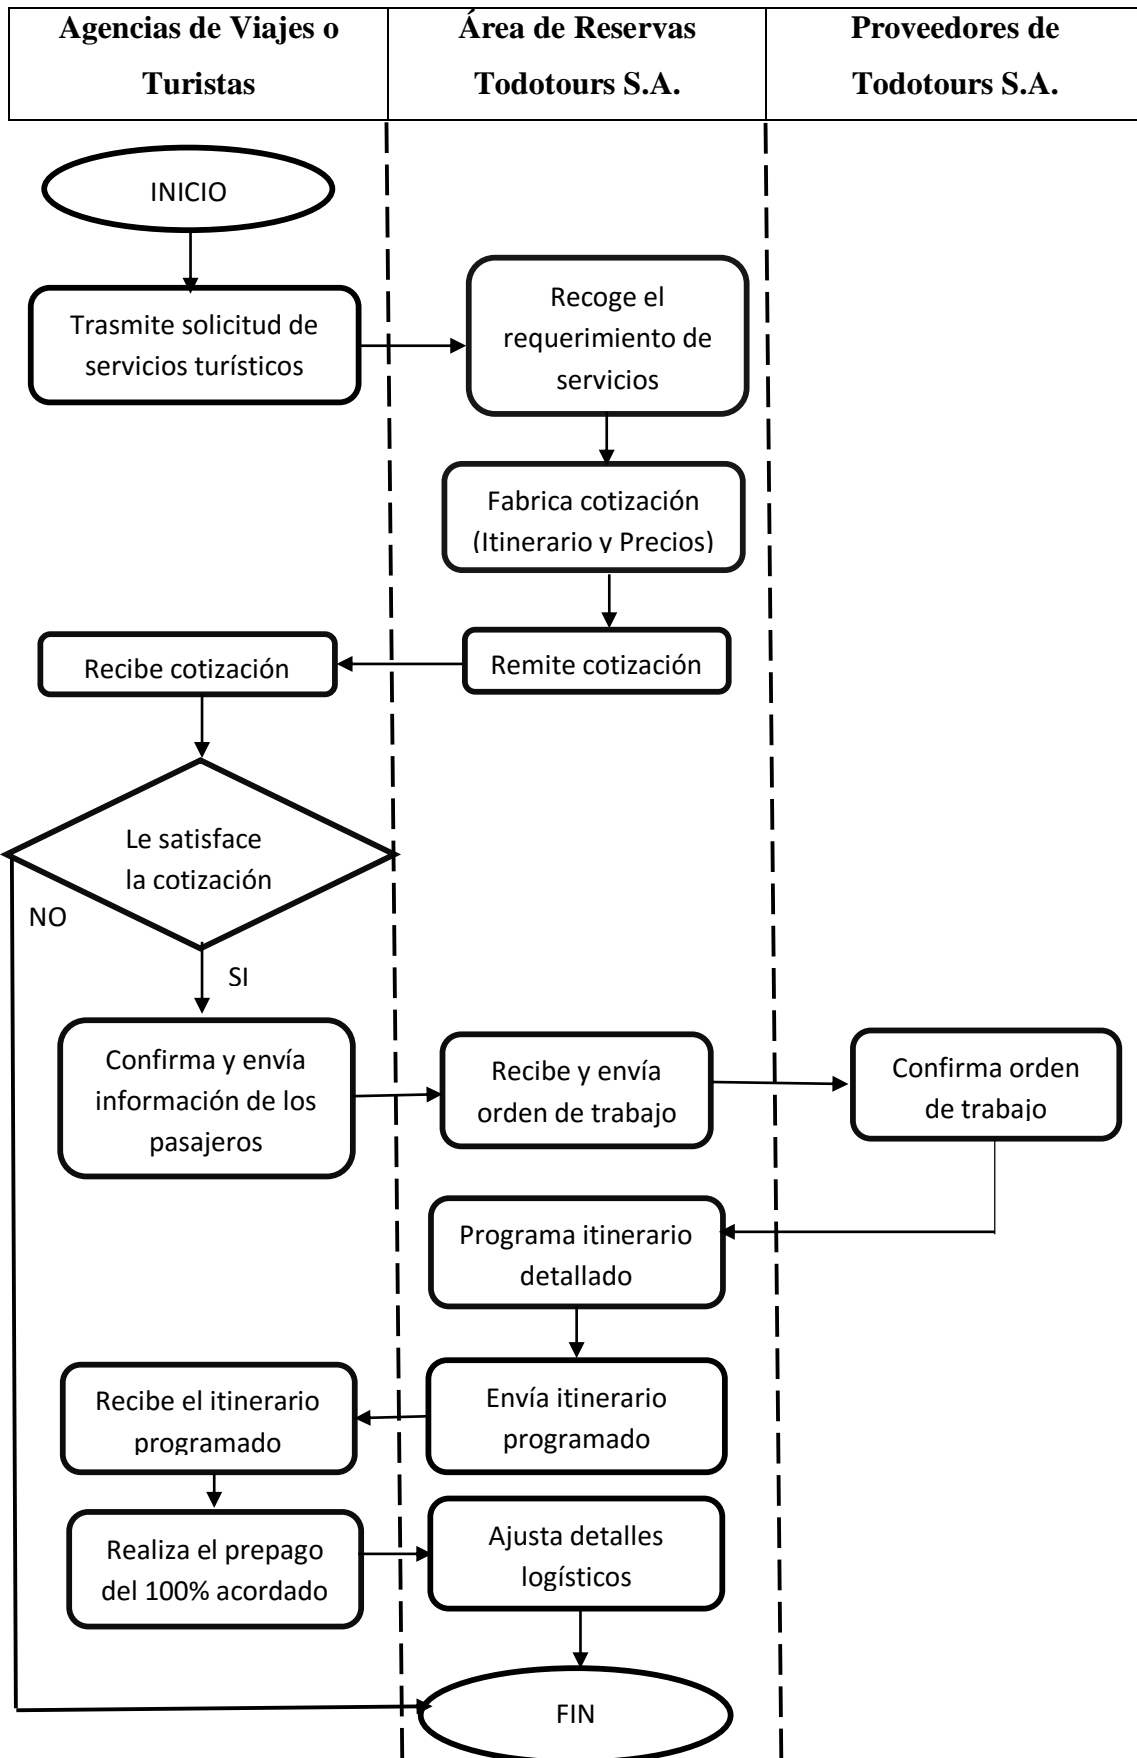 Agencias de Viajes o
Turistas
Área de Reservas
Todotours S.A.
Proveedores de
Todotours S.A.
INICIO
Trasmite solicitud de
servicios turísticos
Recoge el
requerimiento de
servicios
Fabrica cotización
(Itinerario y Precios)
Remite cotización
Recibe cotización
Le satisface
la cotización
NO
SI
Confirma y envía
información de los
pasajeros
Recibe y envía
orden de trabajo
Confirma orden
de trabajo
Programa itinerario
detallado
Envía itinerario
programado
Recibe el itinerario
programado
Realiza el prepago
del 100% acordado
Ajusta detalles
logísticos
FIN